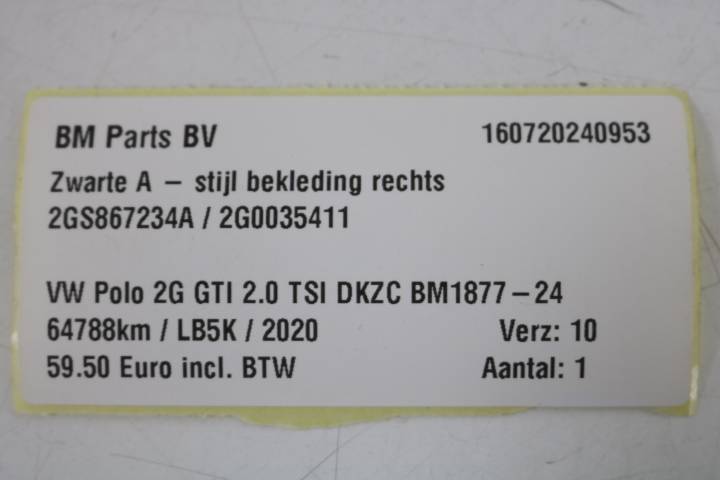 BM Parts BV 160720240953
Zwarte A – stijl bekleding rechts
2GS867234A / 2G0035411
VW Polo 2G GTI 2.0 TSI DKZC BM1877-24
64788km / LB5K / 2020 Verz: 10
59.50 Euro incl. BTW Aantal: 1